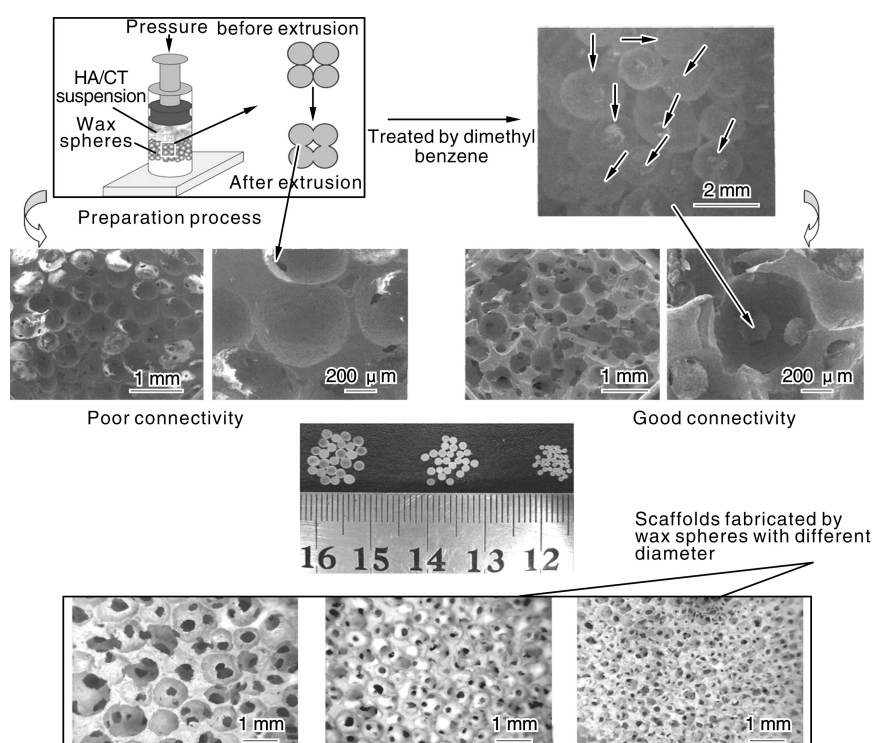 Pressure
before extrusion
HA/CT
suspension
Wax
spheres
After extrusion
Preparation process
Treated by dimethyl
benzene
2 mm
1 mm
200 μm
1 mm
200 μm
Poor connectivity
Good connectivity
16 15 14 13 12
Scaffolds fabricated by
wax spheres with different
diameter
1 mm
1 mm
1 mm